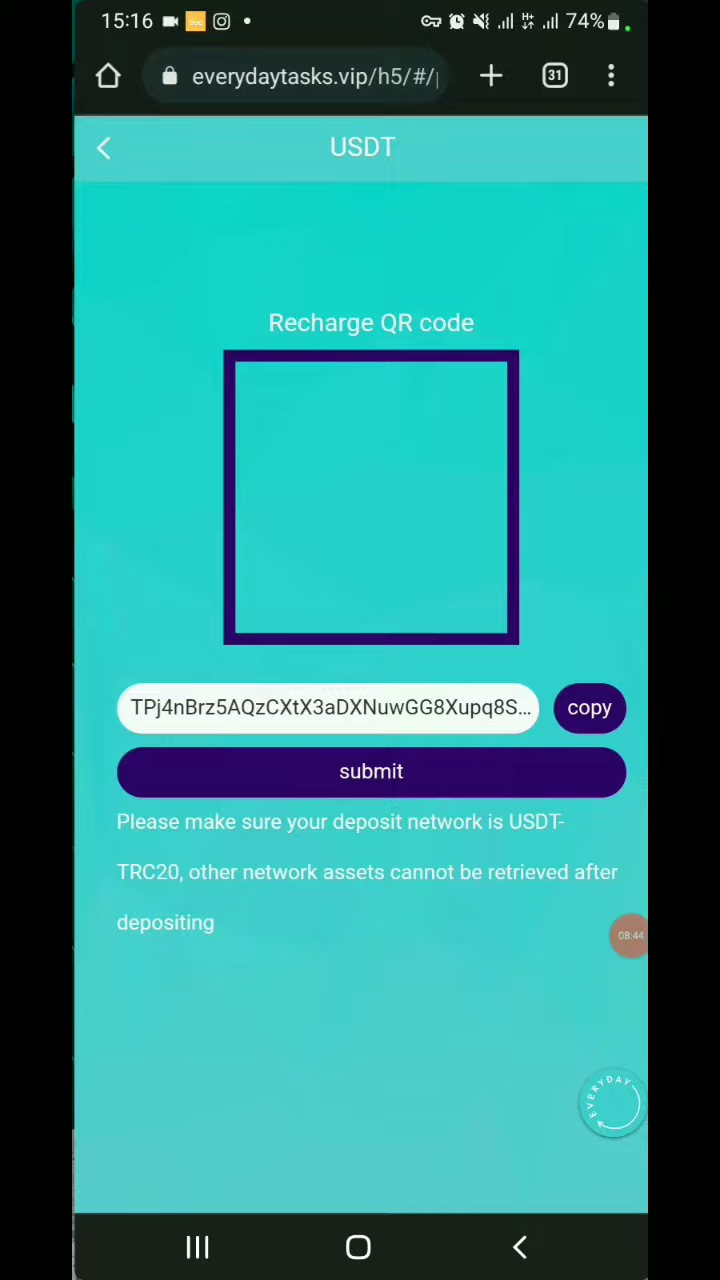 15:16 74%
everydaytasks.vip/h5/#/ 31
USDT
Recharge QR code
TPj4nBrz5AQzCXtX3aDXNuwGG8Xupq8S... copy
submit
Please make sure your deposit network is USDT-
TRC20, other network assets cannot be retrieved after
depositing
08:44
EVERYDAY